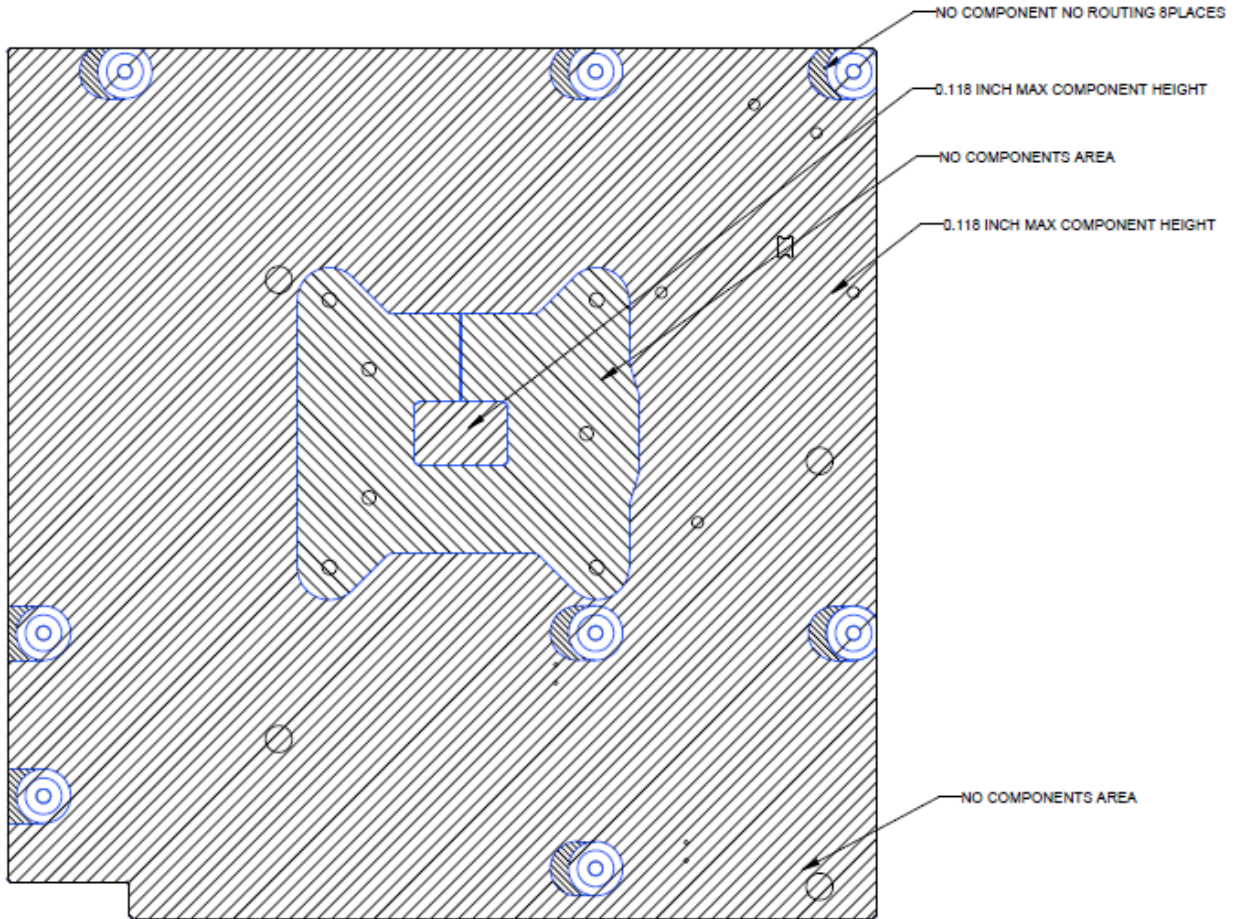 NO COMPONENT NO ROUTING 8PLACES
0.118 INCH MAX COMPONENT HEIGHT
NO COMPONENTS AREA
0.118 INCH MAX COMPONENT HEIGHT
NO COMPONENTS AREA